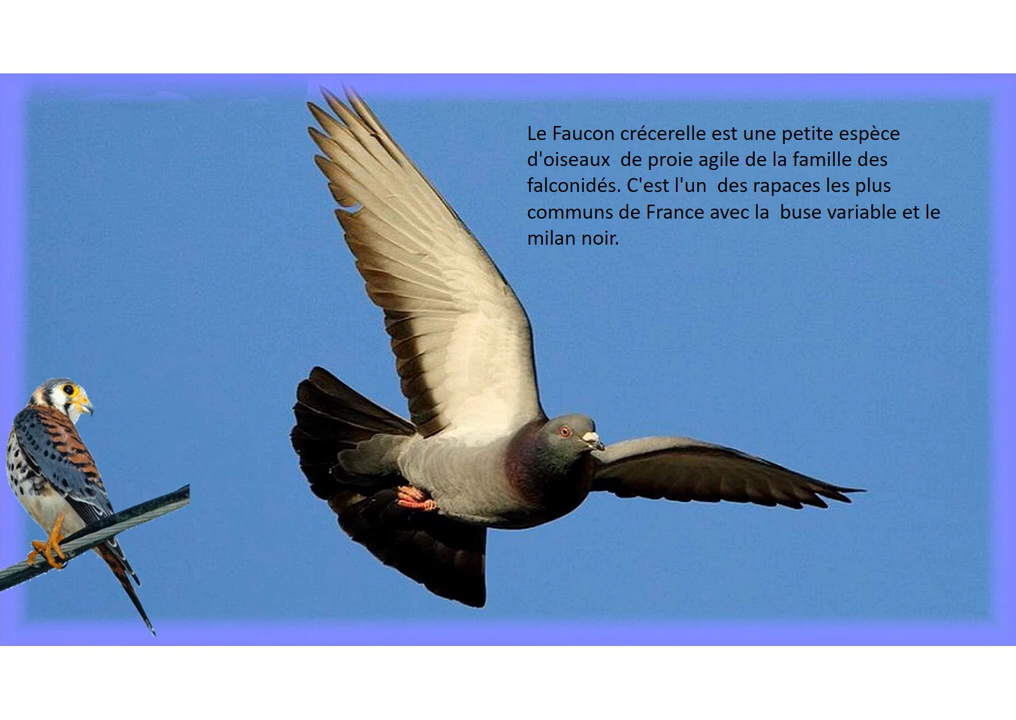 Le Faucon crécerelle est une petite espèce
d'oiseaux  de proie agile de la famille des
falconidés. C'est l'un  des rapaces les plus
communs de France avec la  buse variable et le
milan noir.